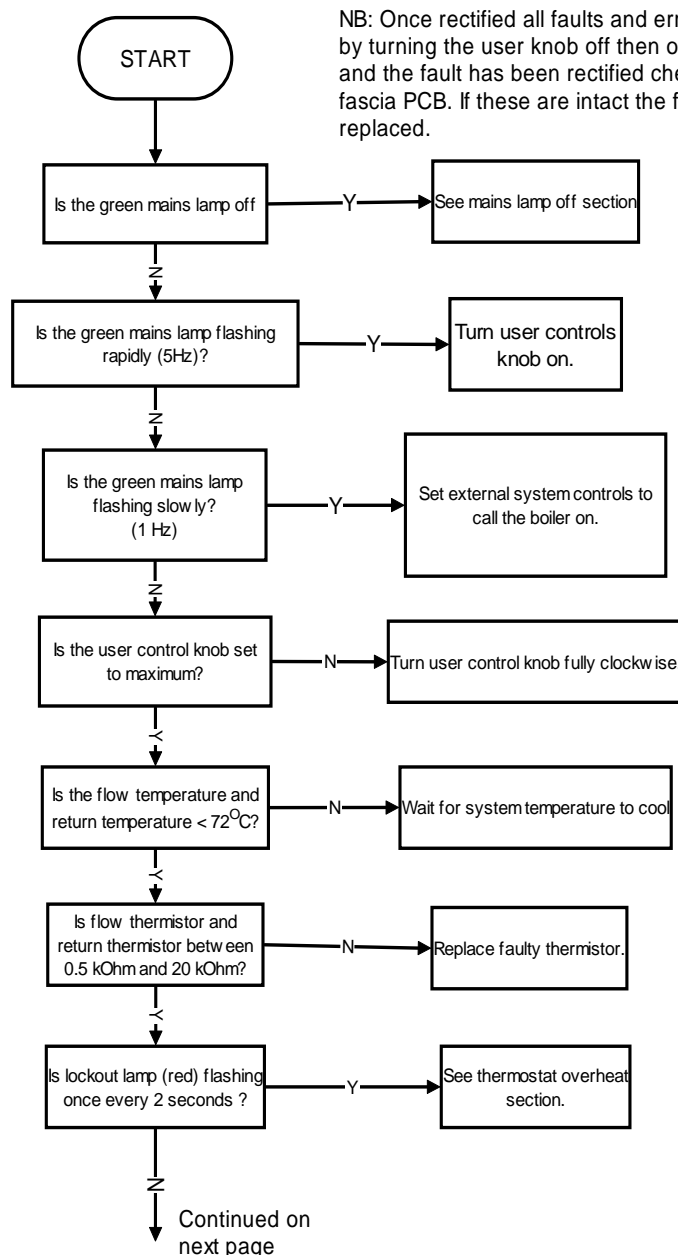 START
NB: Once rectified all faults and
by turning the user knob off then
and the fault has been rectified
fascia PCB. If these are intact the
replaced.
Is the green mains lamp off
Y
See mains lamp off section
N
Is the green mains lamp flashing
rapidly (5Hz)?
Y
Turn user controls
knob on.
N
Is the green mains lamp
flashing slowly?
(1 Hz)
Y
Set external system controls to
call the boiler on.
N
Is the user control knob set
to maximum?
N
Turn user control knob fully clockwise
Y
Is the flow temperature and
return temperature < 72°C?
N
Wait for system temperature to cool
Y
Is flow thermistor and
return thermistor between
0.5 kOhm and 20 kOhm?
N
Replace faulty thermistor.
Y
Is lockout lamp (red) flashing
once every 2 seconds ?
Y
See thermostat overheat
section.
N
Continued on
next page